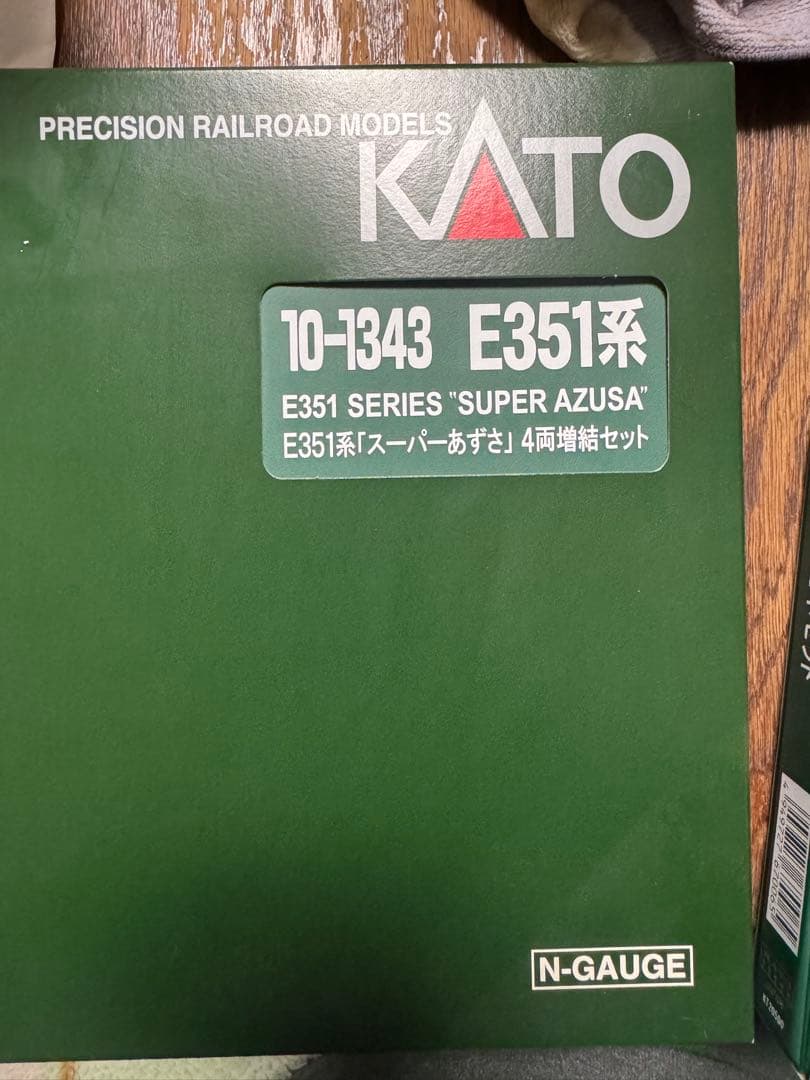 PRECISION RAILROAD MODELS
KATO
10-1343 E351系
E351 SERIES "SUPER AZUSA"
E351系「スーパーあずさ」4両増結セット
N-GAUGE